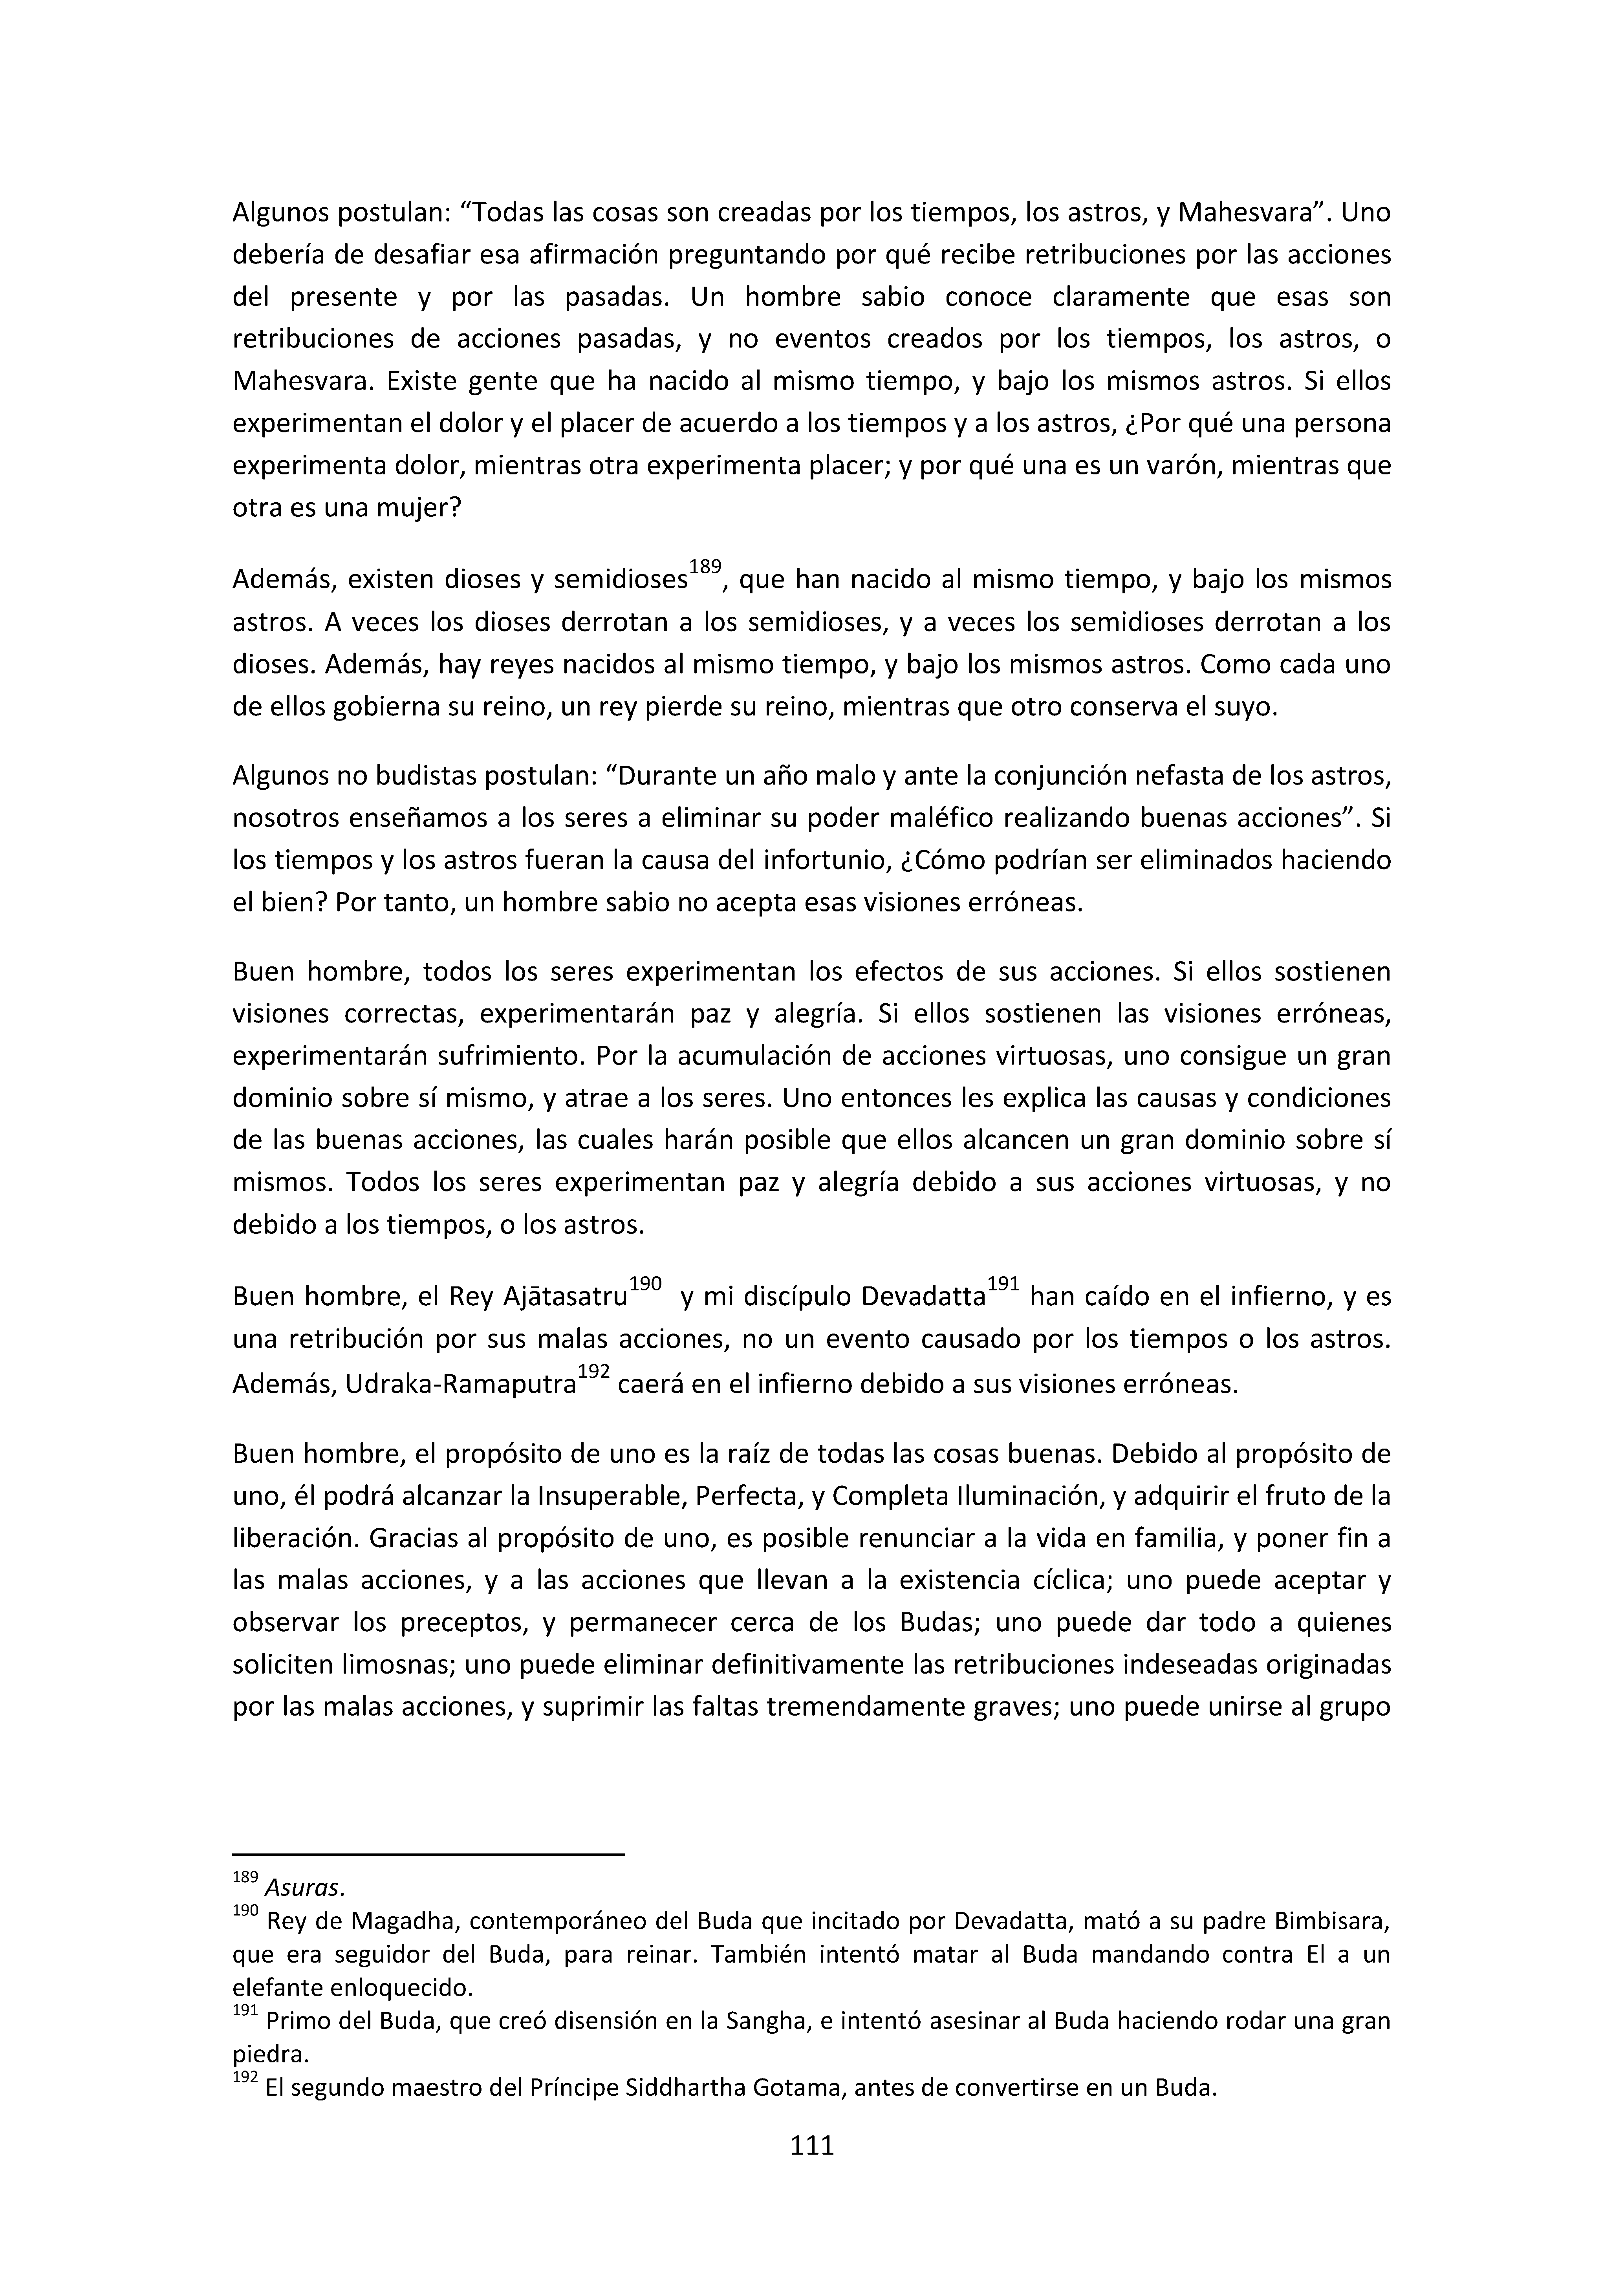 Algunos postulan: “Todas las cosas son creadas por los tiempos, los astros, y Mahesvara”. Uno
debería de desafiar esa afirmación preguntando por qué recibe retribuciones por las acciones
del presente y por las pasadas. Un hombre sabio conoce claramente que esas son
retribuciones de acciones pasadas, y no eventos creados por los tiempos, los astros, o
Mahesvara. Existe gente que ha nacido al mismo tiempo, y bajo los mismos astros. Si ellos
experimentan el dolor y el placer de acuerdo a los tiempos y a los astros, ¿Por qué una persona
experimenta dolor, mientras otra experimenta placer; y por qué una es un varón, mientras que
otra es una mujer?
Además, existen dioses y semidioses189, que han nacido al mismo tiempo, y bajo los mismos
astros. A veces los dioses derrotan a los semidioses, y a veces los semidioses derrotan a los
dioses. Además, hay reyes nacidos al mismo tiempo, y bajo los mismos astros. Como cada uno
de ellos gobierna su reino, un rey pierde su reino, mientras que otro conserva el suyo.
Algunos no budistas postulan: “Durante un año malo y ante la conjunción nefasta de los astros,
nosotros enseñamos a los seres a eliminar su poder maléfico realizando buenas acciones”. Si
los tiempos y los astros fueran la causa del infortunio, ¿Cómo podrían ser eliminados haciendo
el bien? Por tanto, un hombre sabio no acepta esas visiones erróneas.
Buen hombre, todos los seres experimentan los efectos de sus acciones. Si ellos sostienen
visiones correctas, experimentarán paz y alegría. Si ellos sostienen las visiones erróneas,
experimentarán sufrimiento. Por la acumulación de acciones virtuosas, uno consigue un gran
dominio sobre sí mismo, y atrae a los seres. Uno entonces les explica las causas y condiciones
de las buenas acciones, las cuales harán posible que ellos alcancen un gran dominio sobre sí
mismos. Todos los seres experimentan paz y alegría debido a sus acciones virtuosas, y no
debido a los tiempos, o los astros.
Buen hombre, el Rey Ajātasatru190 y mi discípulo Devadatta191 han caído en el infierno, y es
una retribución por sus malas acciones, no un evento causado por los tiempos o los astros.
Además, Udraka-Ramaputra192 caerá en el infierno debido a sus visiones erróneas.
Buen hombre, el propósito de uno es la raíz de todas las cosas buenas. Debido al propósito de
uno, él podrá alcanzar la Insuperable, Perfecta, y Completa Iluminación, y adquirir el fruto de la
liberación. Gracias al propósito de uno, es posible renunciar a la vida en familia, y poner fin a
las malas acciones, y a las acciones que llevan a la existencia cíclica; uno puede aceptar y
observar los preceptos, y permanecer cerca de los Budas; uno puede dar todo a quienes
soliciten limosnas; uno puede eliminar definitivamente las retribuciones indeseadas originadas
por las malas acciones, y suprimir las faltas tremendamente graves; uno puede unirse al grupo
189 Asuras.
190 Rey de Magadha, contemporáneo del Buda que incitado por Devadatta, mató a su padre Bimbisara,
que era seguidor del Buda, para reinar. También intentó matar al Buda mandando contra El a un
elefante enloquecido.
191 Primo del Buda, que creó disensión en la Sangha, e intentó asesinar al Buda haciendo rodar una gran
piedra.
192 El segundo maestro del Príncipe Siddhartha Gotama, antes de convertirse en un Buda.
111